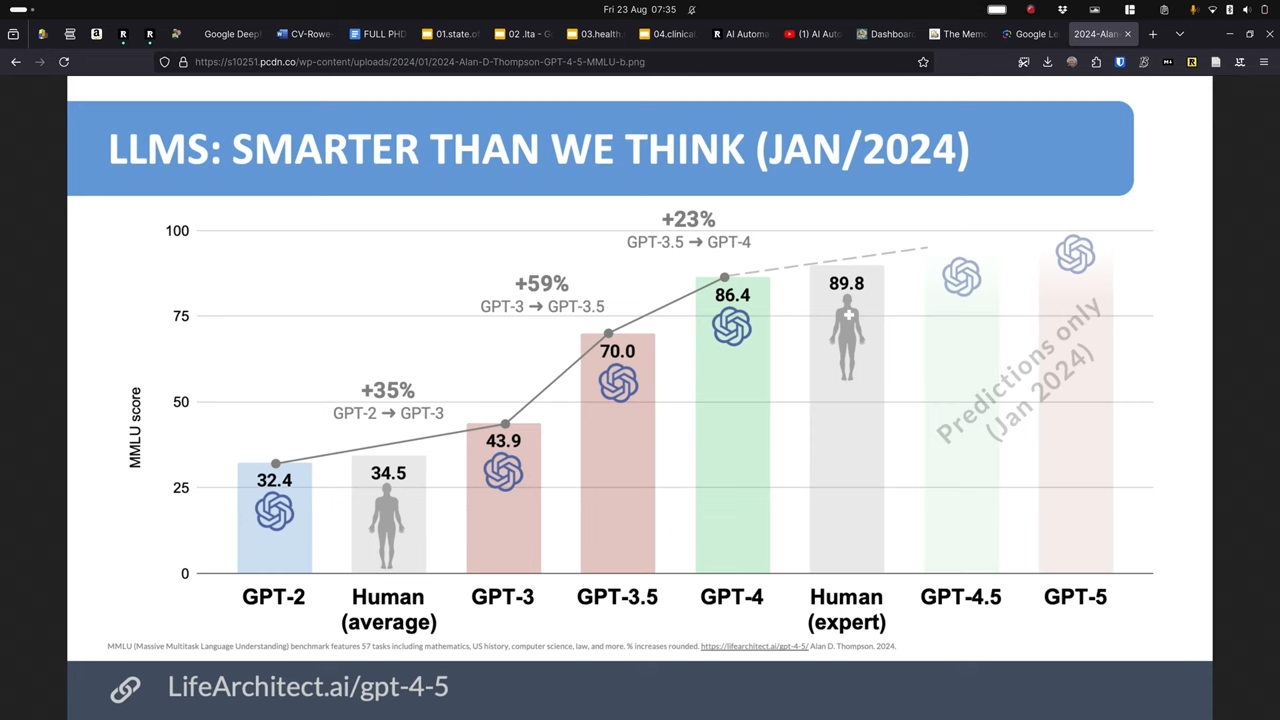 Fri 23 Aug 07:35
Google Deep
CV-Rowe-
FULL PHD
01.state.of
02 .lta - G
03.health.
04.clinical
AI Automa
(1) AI Auto
Dashboar
The Memo
Google Le
2024-Alan-
https://s10251.pcdn.co/wp-content/uploads/2024/01/2024-Alan-D-Thompson-GPT-4-5-MMLU-b.png
LLMS: SMARTER THAN WE THINK (JAN/2024)
+23%
GPT-3.5 → GPT-4
+59%
GPT-3 → GPT-3.5
+35%
GPT-2 → GPT-3
MMLU score
100
75
50
25
0
32.4
34.5
43.9
70.0
86.4
89.8
Predictions only
(Jan 2024)
GPT-2
Human
(average)
GPT-3
GPT-3.5
GPT-4
Human
(expert)
GPT-4.5
GPT-5
MMLU (Massive Multitask Language Understanding) benchmark features 57 tasks including mathematics, US history, computer science, law, and more. % increases rounded. https://lifearchitect.ai/gpt-4-5/ Alan D. Thompson. 2024.
LifeArchitect.ai/gpt-4-5